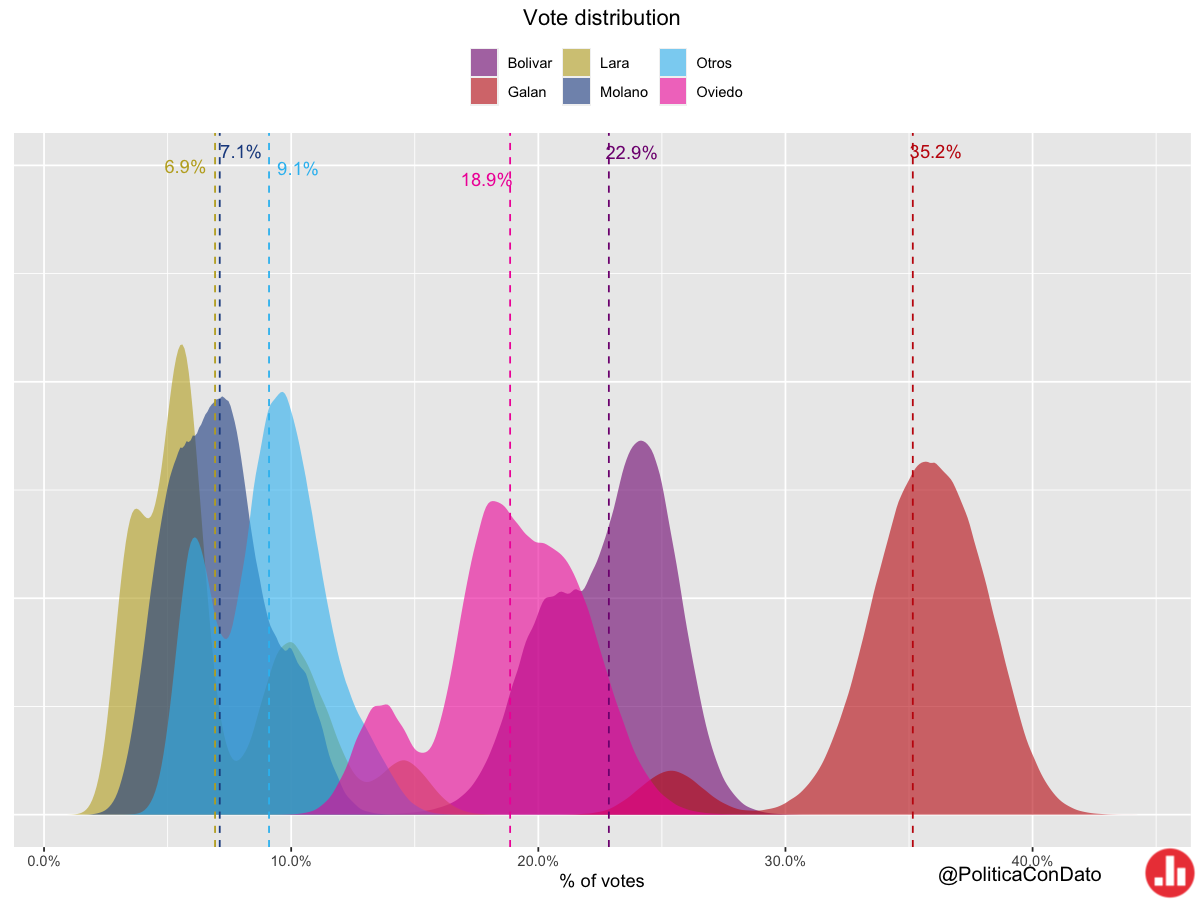 Vote distribution
Bolivar Lara Otros
Galan Molano Oviedo
6.9% 7.1% 9.1% 18.9% 22.9% 35.2%
0.0% 10.0% 20.0% 30.0% 40.0%
% of votes
@PoliticaConDato